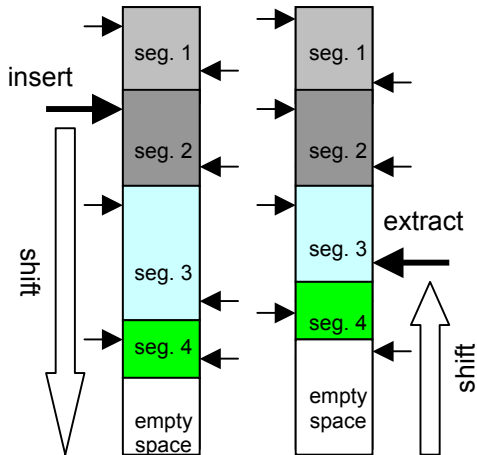 seg. 1
insert
seg. 2
shift
seg. 3
seg. 4
empty
space
seg. 1
seg. 2
extract
seg. 3
seg. 4
shift
empty
space